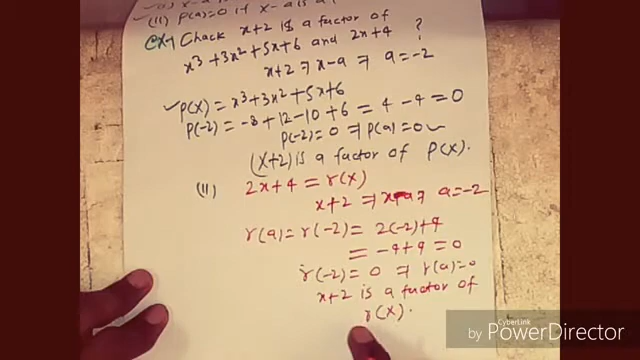 (ii) P(a)=0 if x-a is a
Ex-1 Chack x+2 is a factor of
x³+3x²+5x+6 and 2x+4 ?
x+2 ⇒ x-a ⇒ a=-2
✓P(x) = x³+3x²+5x+6
P(-2) = -8+12-10+6 = 4-4=0
P(-2)=0 ⇒ P(a)=0 ✓
(x+2) is a factor of P(x).
(ii) 2x+4 = r(x)
x+2 ⇒ x-a ⇒ a=-2
r(a)= r(-2)= 2(-2)+4
= -4+4 =0
r(-2)=0 ⇒ r(a)=0
x+2 is a factor of
r(x).
CyberLink
by PowerDirector